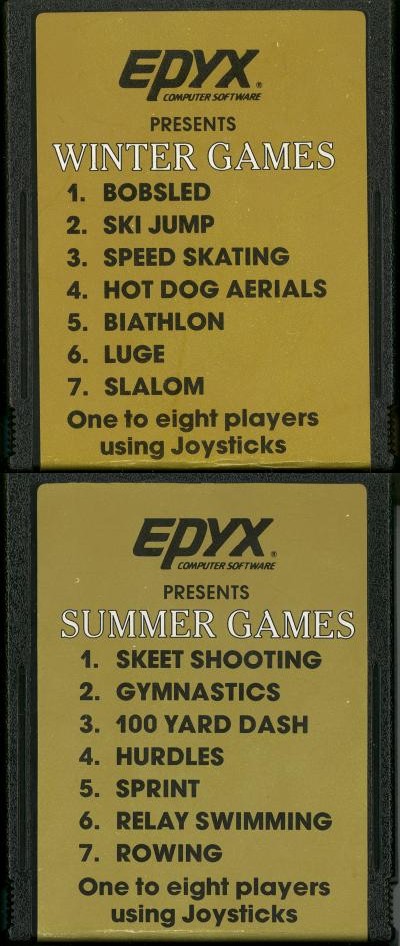 EPYX®
COMPUTER SOFTWARE
PRESENTS
WINTER GAMES
1. BOBSLED
2. SKI JUMP
3. SPEED SKATING
4. HOT DOG AERIALS
5. BIATHLON
6. LUGE
7. SLALOM
One to eight players
using Joysticks
EPYX®
COMPUTER SOFTWARE
PRESENTS
SUMMER GAMES
1. SKEET SHOOTING
2. GYMNASTICS
3. 100 YARD DASH
4. HURDLES
5. SPRINT
6. RELAY SWIMMING
7. ROWING
One to eight players
using Joysticks